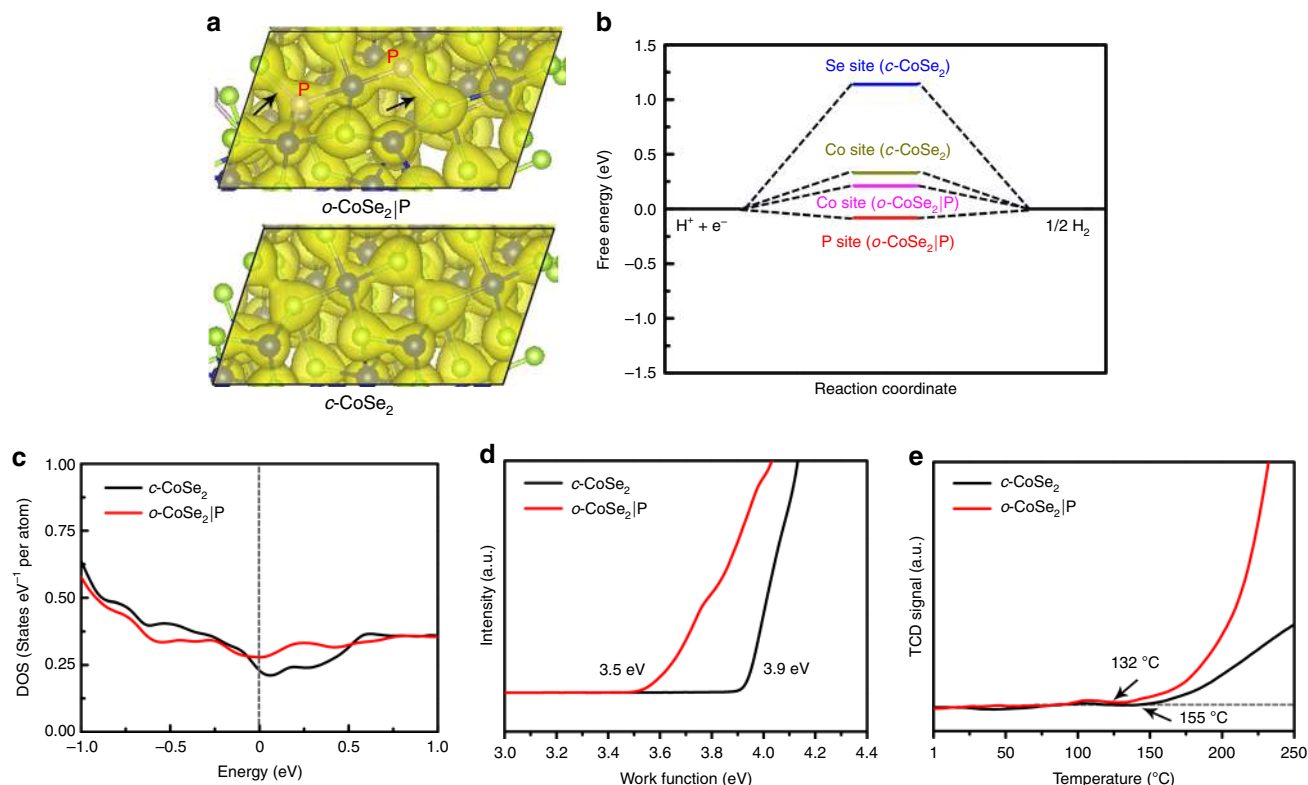 a
P
P
o-CoSe₂|P
c-CoSe₂
b
1.5
1.0
0.5
0.0
−0.5
−1.0
−1.5
Free energy (eV)
Se site (c-CoSe₂)
Co site (c-CoSe₂)
Co site (o-CoSe₂|P)
P site (o-CoSe₂|P)
H⁺ + e⁻
1/2 H₂
Reaction coordinate
c
1.00
0.75
0.50
0.25
0.00
DOS (States eV⁻¹ per atom)
c-CoSe₂
o-CoSe₂|P
−1.0 −0.5 0 0.5 1.0
Energy (eV)
d
Intensity (a.u.)
c-CoSe₂
o-CoSe₂|P
3.5 eV
3.9 eV
3.0 3.2 3.4 3.6 3.8 4.0 4.2 4.4
Work function (eV)
e
TCD signal (a.u.)
c-CoSe₂
o-CoSe₂|P
132 °C
155 °C
1 50 100 150 200 250
Temperature (°C)